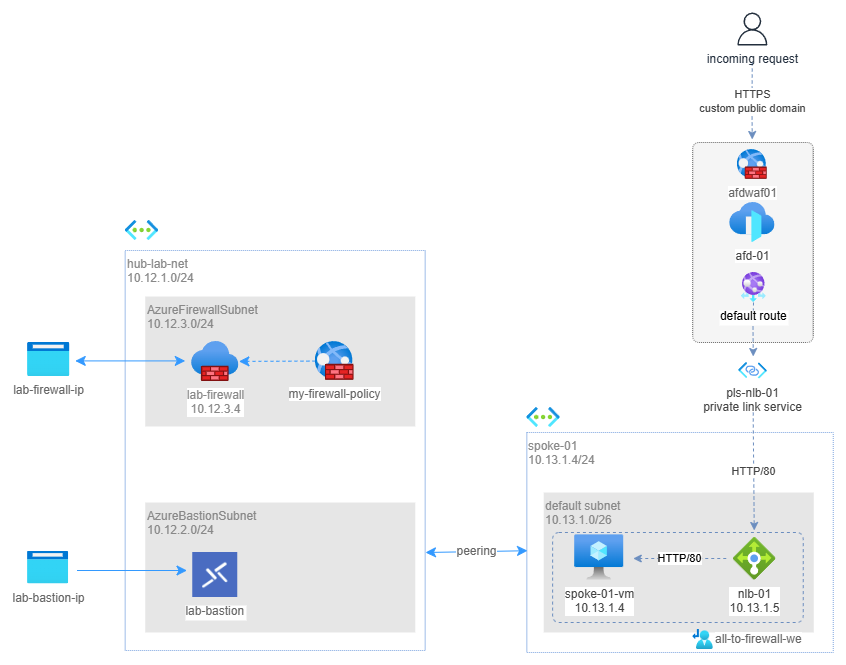 incoming request
HTTPS
custom public domain
afdwaf01
afd-01
default route
pls-nlb-01
private link service
HTTP/80
hub-lab-net
10.12.1.0/24
AzureFirewallSubnet
10.12.3.0/24
lab-firewall-ip
lab-firewall
10.12.3.4
my-firewall-policy
AzureBastionSubnet
10.12.2.0/24
lab-bastion-ip
lab-bastion
peering
spoke-01
10.13.1.4/24
default subnet
10.13.1.0/26
HTTP/80
spoke-01-vm
10.13.1.4
nlb-01
10.13.1.5
all-to-firewall-we